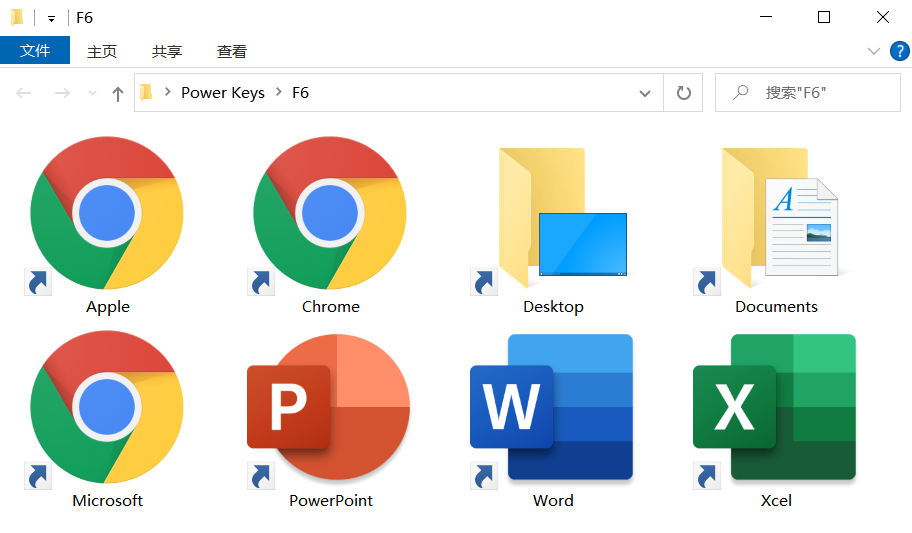 F6
文件 主页 共享 查看
?
Power Keys F6
搜索"F6"
A
Apple Chrome Desktop Documents
P W X
Microsoft PowerPoint Word Xcel